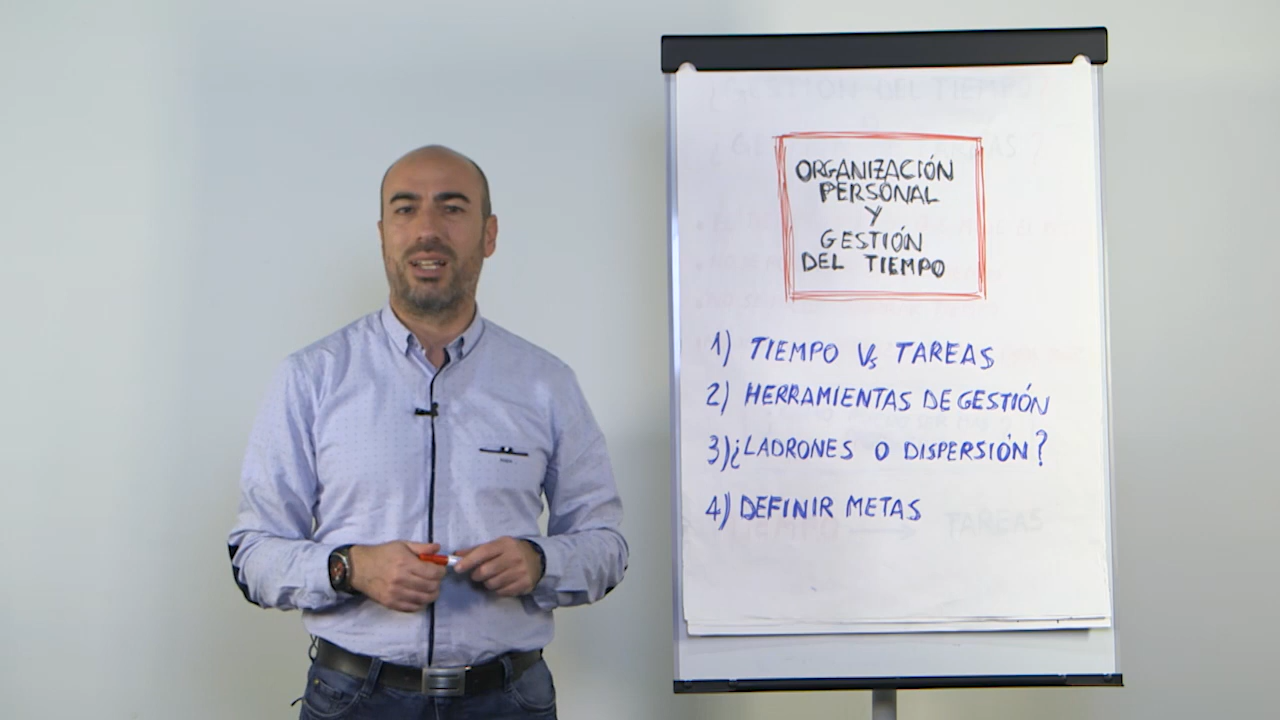 ORGANIZACIÓN
PERSONAL
Y
GESTIÓN
DEL TIEMPO
1) TIEMPO Vs TAREAS
2) HERRAMIENTAS DE GESTIÓN
3) ¿LADRONES O DISPERSIÓN?
4) DEFINIR METAS
TAREAS